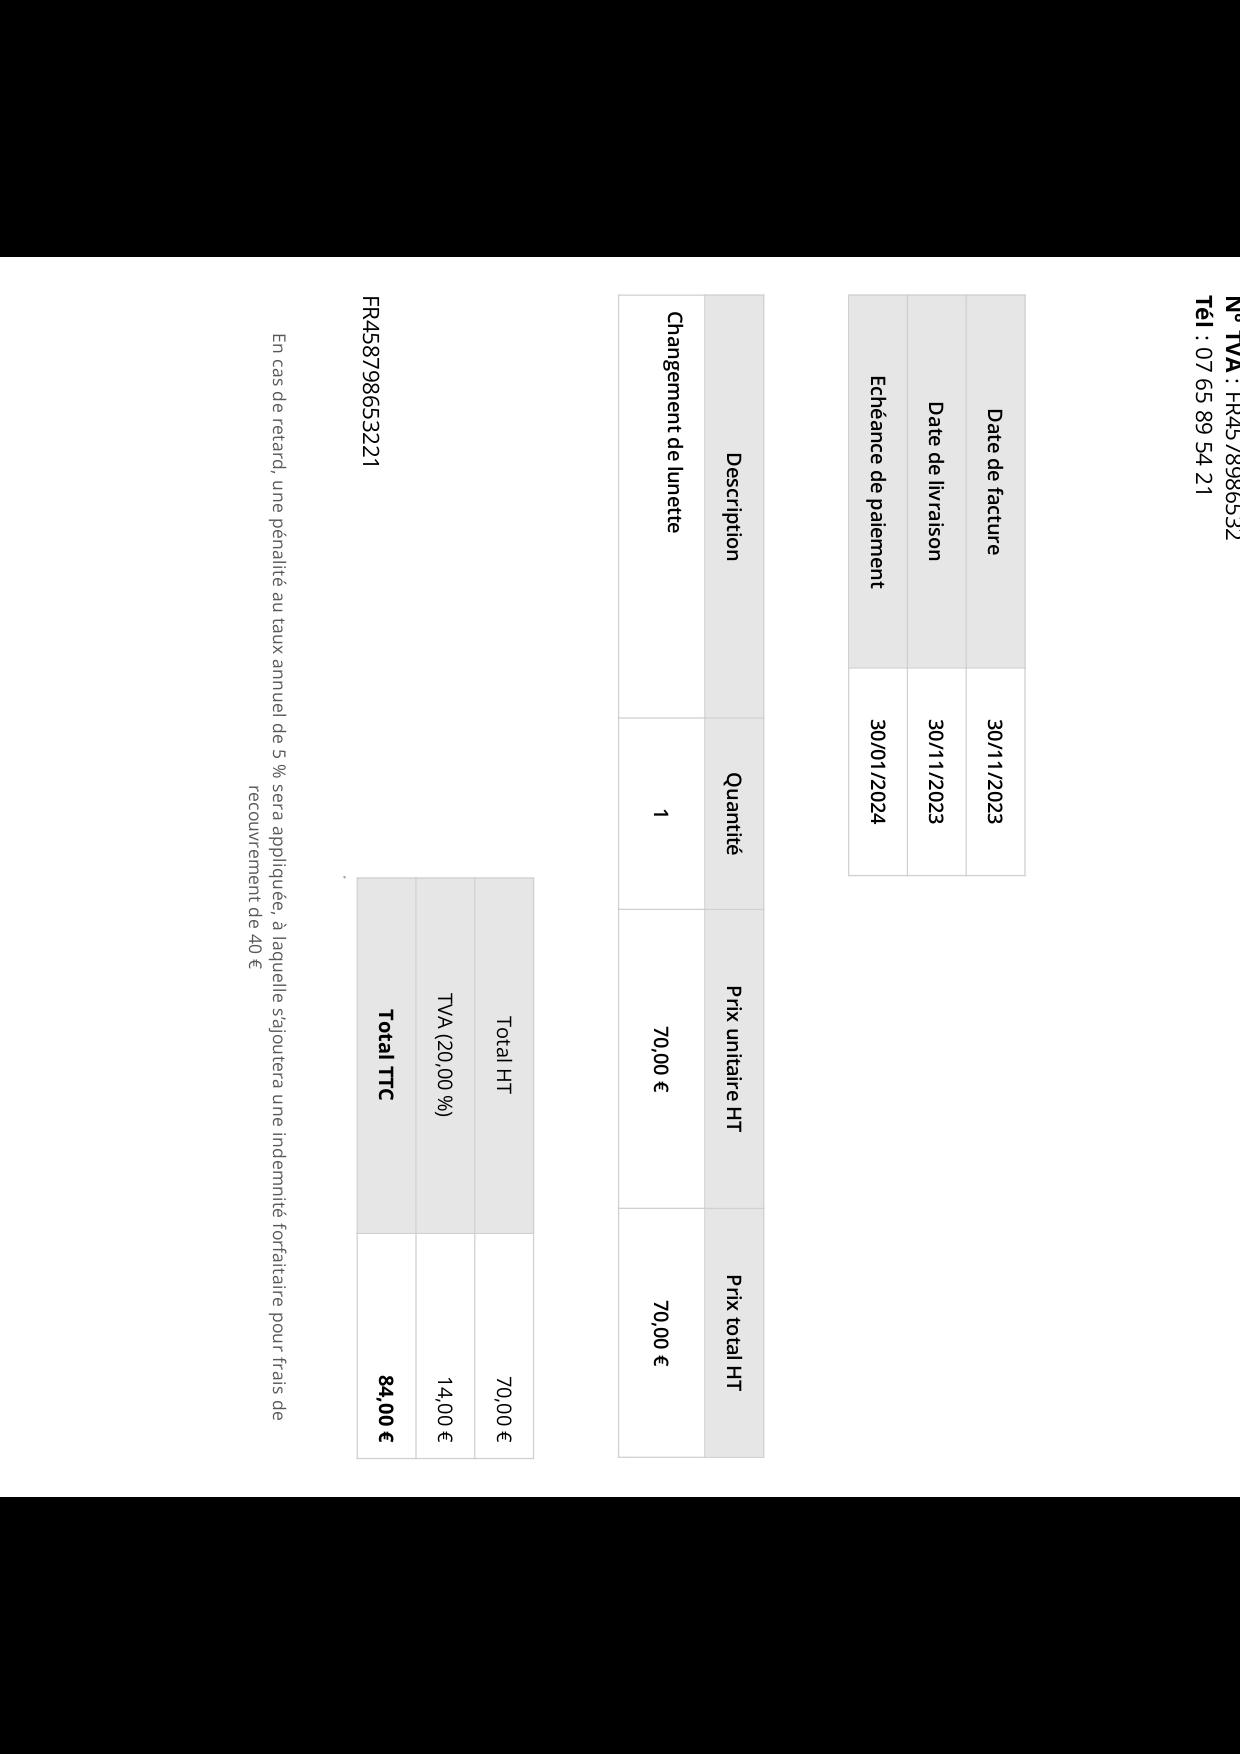 N° TVA : FR45789865​32
Tél : 07 65 89 54 21
Date de facture 30/11/2023
Date de livraison 30/11/2023
Echéance de paiement 30/01/2024
Description Quantité Prix unitaire HT Prix total HT
Changement de lunette 1 70,00 € 70,00 €
Total HT 70,00 €
TVA (20,00 %) 14,00 €
Total TTC 84,00 €
FR458798653221
En cas de retard, une pénalité au taux annuel de 5 % sera appliquée, à laquelle s'ajoutera une indemnité forfaitaire pour frais de
recouvrement de 40 €